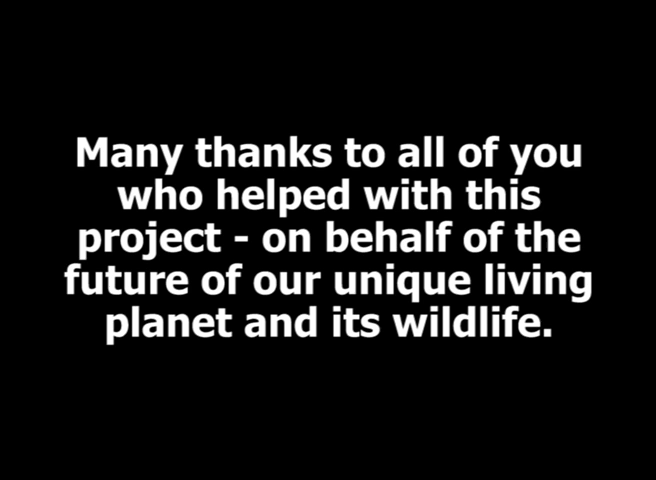 Many thanks to all of you
who helped with this
project - on behalf of the
future of our unique living
planet and its wildlife.